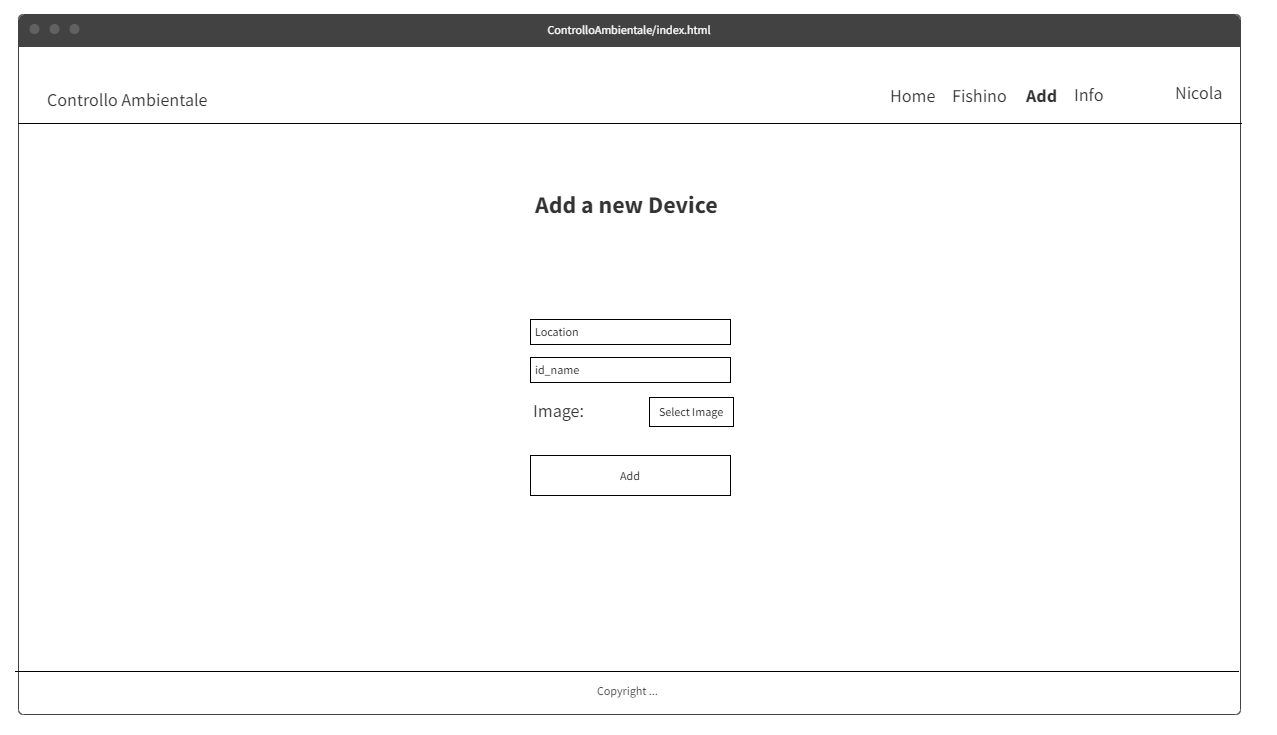 ControlloAmbientale/index.html
Controllo Ambientale
Home Fishino Add Info Nicola
Add a new Device
Location
id_name
Image: Select Image
Add
Copyright ...